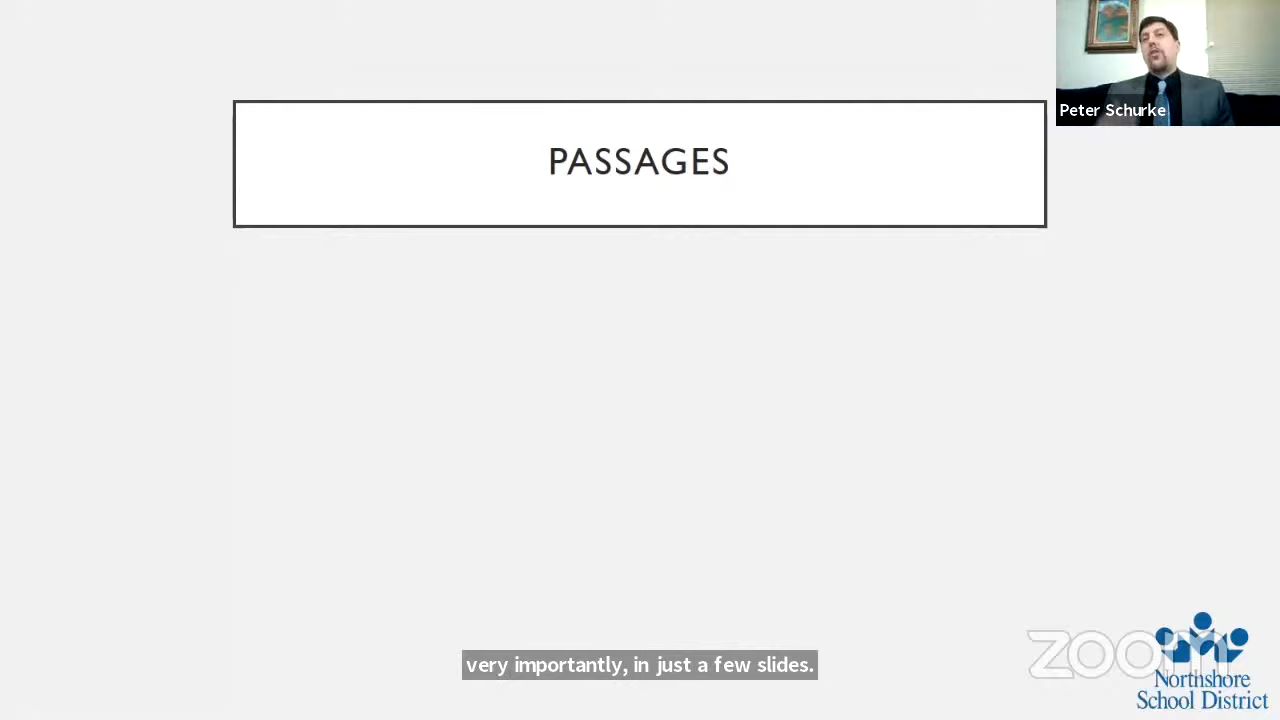 PASSAGES
Peter Schurke
very importantly, in just a few slides.
zoom
Northshore
School District